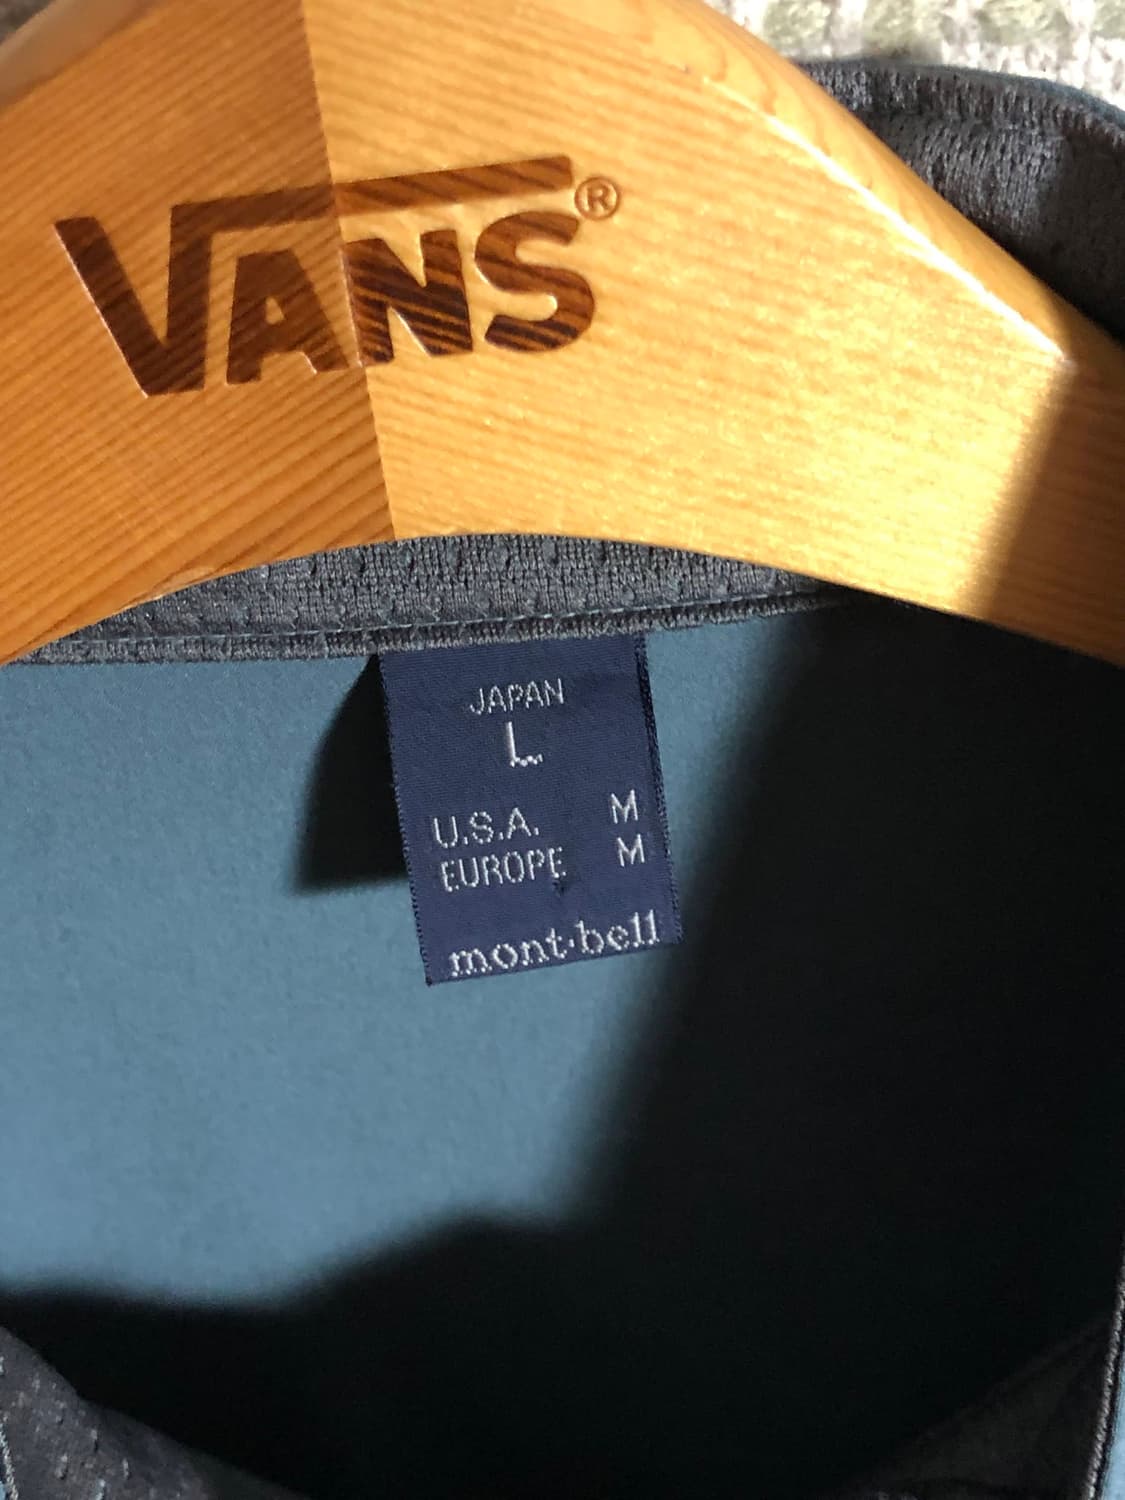 VANS®
JAPAN
L
U.S.A. M
EUROPE M
mont·bell